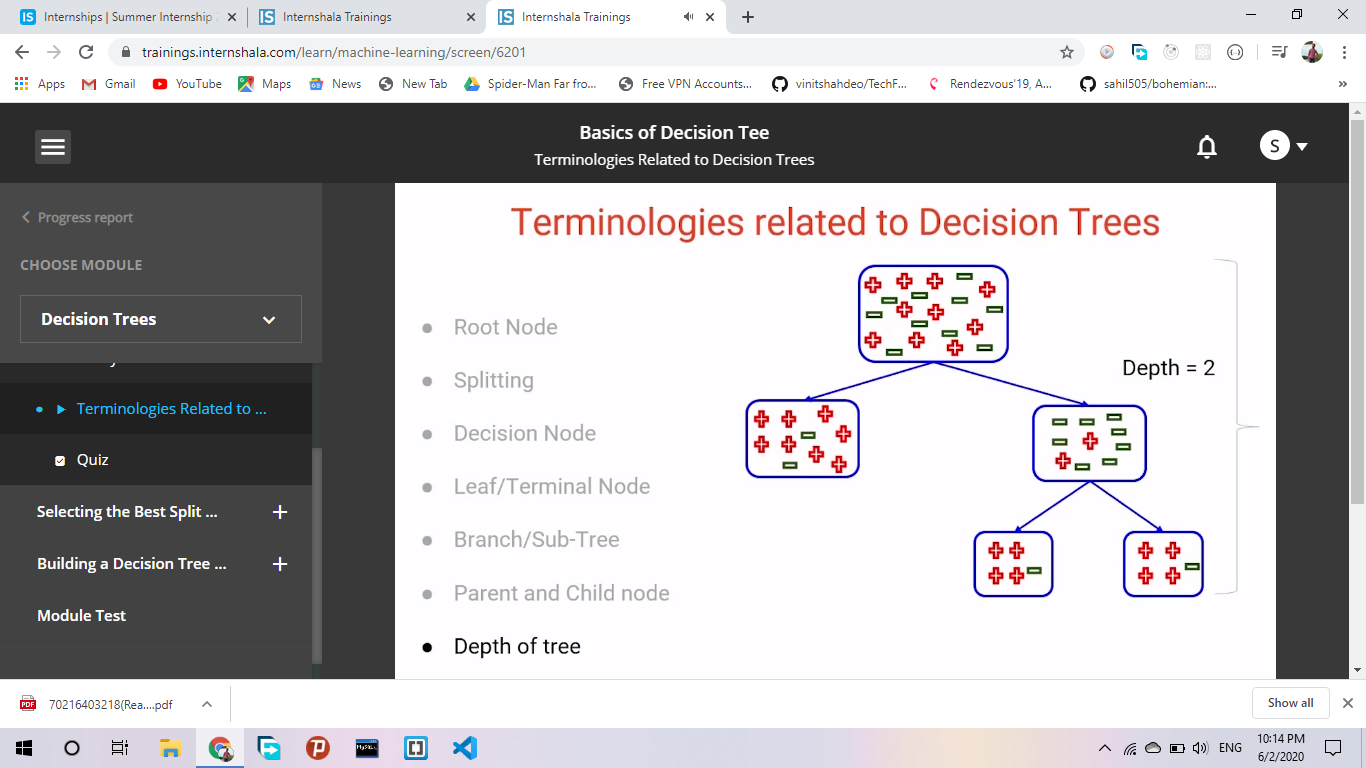 Internships | Summer Internship
Internshala Trainings
Internshala Trainings
trainings.internshala.com/learn/machine-learning/screen/6201
Apps
Gmail
YouTube
Maps
News
New Tab
Spider-Man Far fro...
Free VPN Accounts...
vinitshahdeo/TechF...
Rendezvous'19, A...
sahil505/bohemian:...
»
Basics of Decision Tee
Terminologies Related to Decision Trees
S
Progress report
CHOOSE MODULE
Decision Trees
Terminologies Related to ...
Quiz
Selecting the Best Split ...
Building a Decision Tree ...
Module Test
Terminologies related to Decision Trees
• Root Node
• Splitting
• Decision Node
• Leaf/Terminal Node
• Branch/Sub-Tree
• Parent and Child node
• Depth of tree
Depth = 2
70216403218(Rea....pdf
Show all
ENG
10:14 PM
6/2/2020